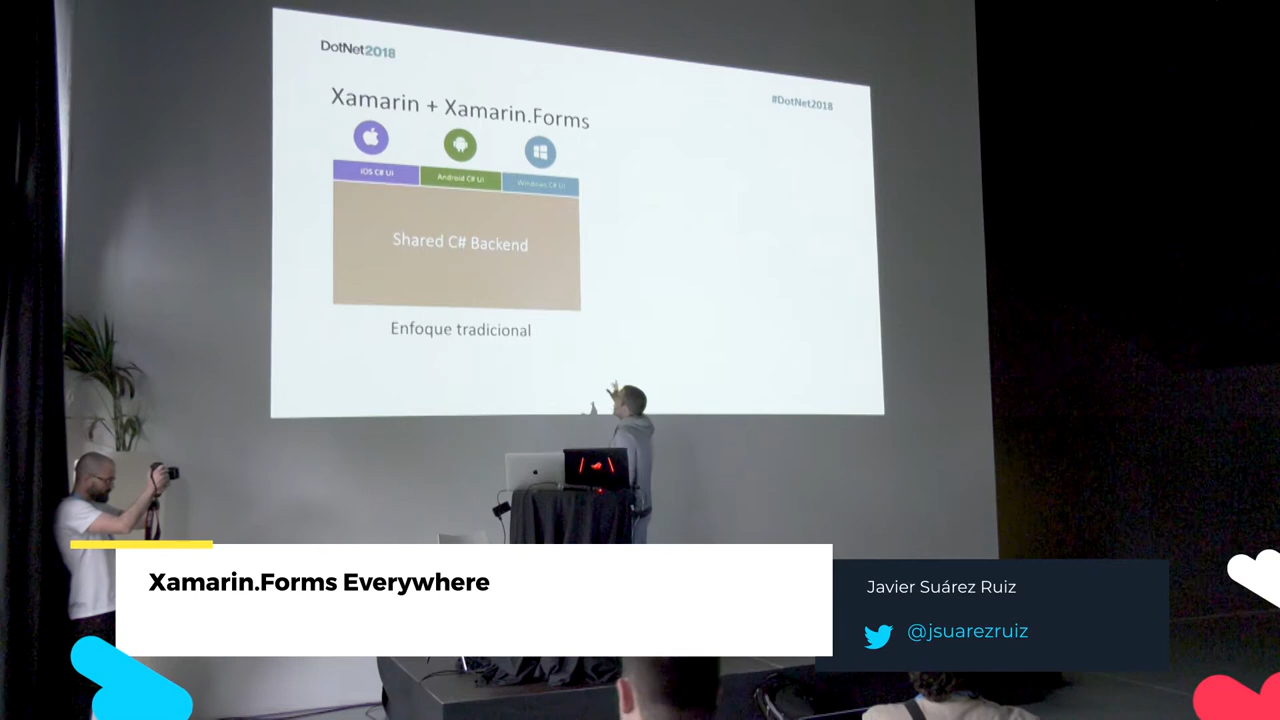 DotNet2018
#DotNet2018
Xamarin + Xamarin.Forms
iOS C# UI
Android C# UI
Windows C# UI
Shared C# Backend
Enfoque tradicional
Xamarin.Forms Everywhere
Javier Suárez Ruiz
@jsuarezruiz